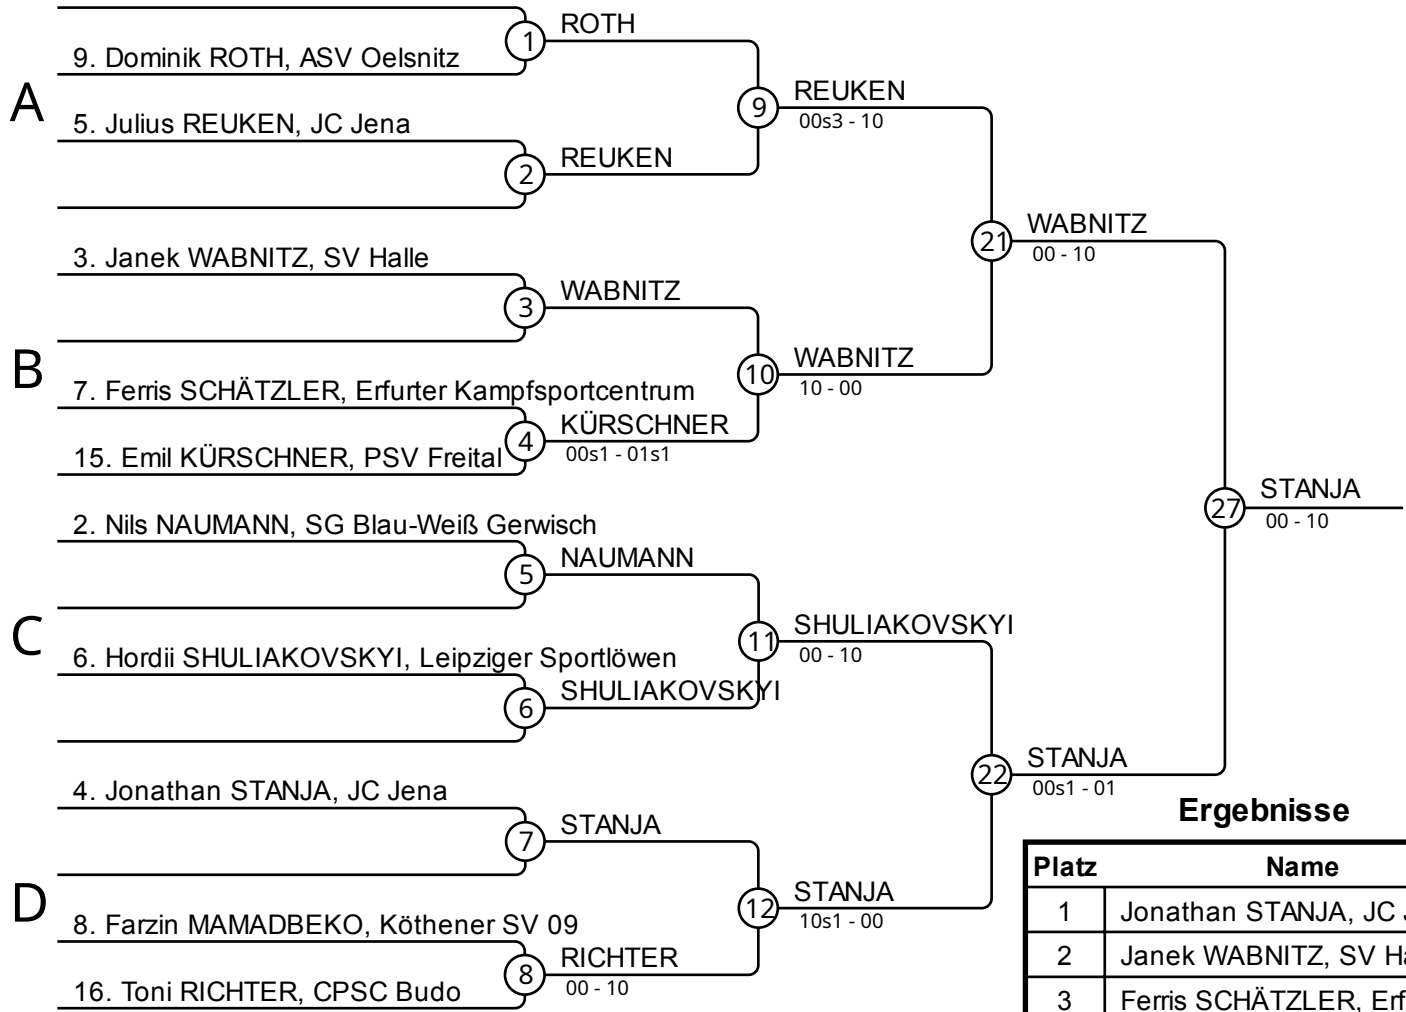 ROTH
1
9. Dominik ROTH, ASV Oelsnitz
A
REUKEN
9
00s3 - 10
5. Julius REUKEN, JC Jena
REUKEN
2
WABNITZ
21
00 - 10
3. Janek WABNITZ, SV Halle
WABNITZ
3
B
WABNITZ
10
10 - 00
7. Ferris SCHÄTZLER, Erfurter Kampfsportcentrum
KÜRSCHNER
4
00s1 - 01s1
15. Emil KÜRSCHNER, PSV Freital
STANJA
27
00 - 10
2. Nils NAUMANN, SG Blau-Weiß Gerwisch
NAUMANN
5
C
SHULIAKOVSKYI
11
00 - 10
6. Hordii SHULIAKOVSKYI, Leipziger Sportlöwen
SHULIAKOVSKYI
6
STANJA
22
00s1 - 01
4. Jonathan STANJA, JC Jena
STANJA
7
D
STANJA
12
10s1 - 00
8. Farzin MAMADBEKO, Köthener SV 09
RICHTER
8
00 - 10
16. Toni RICHTER, CPSC Budo
Ergebnisse
Platz Name
1 Jonathan STANJA, JC
2 Janek WABNITZ, SV Ha
3 Ferris SCHÄTZLER, Erf